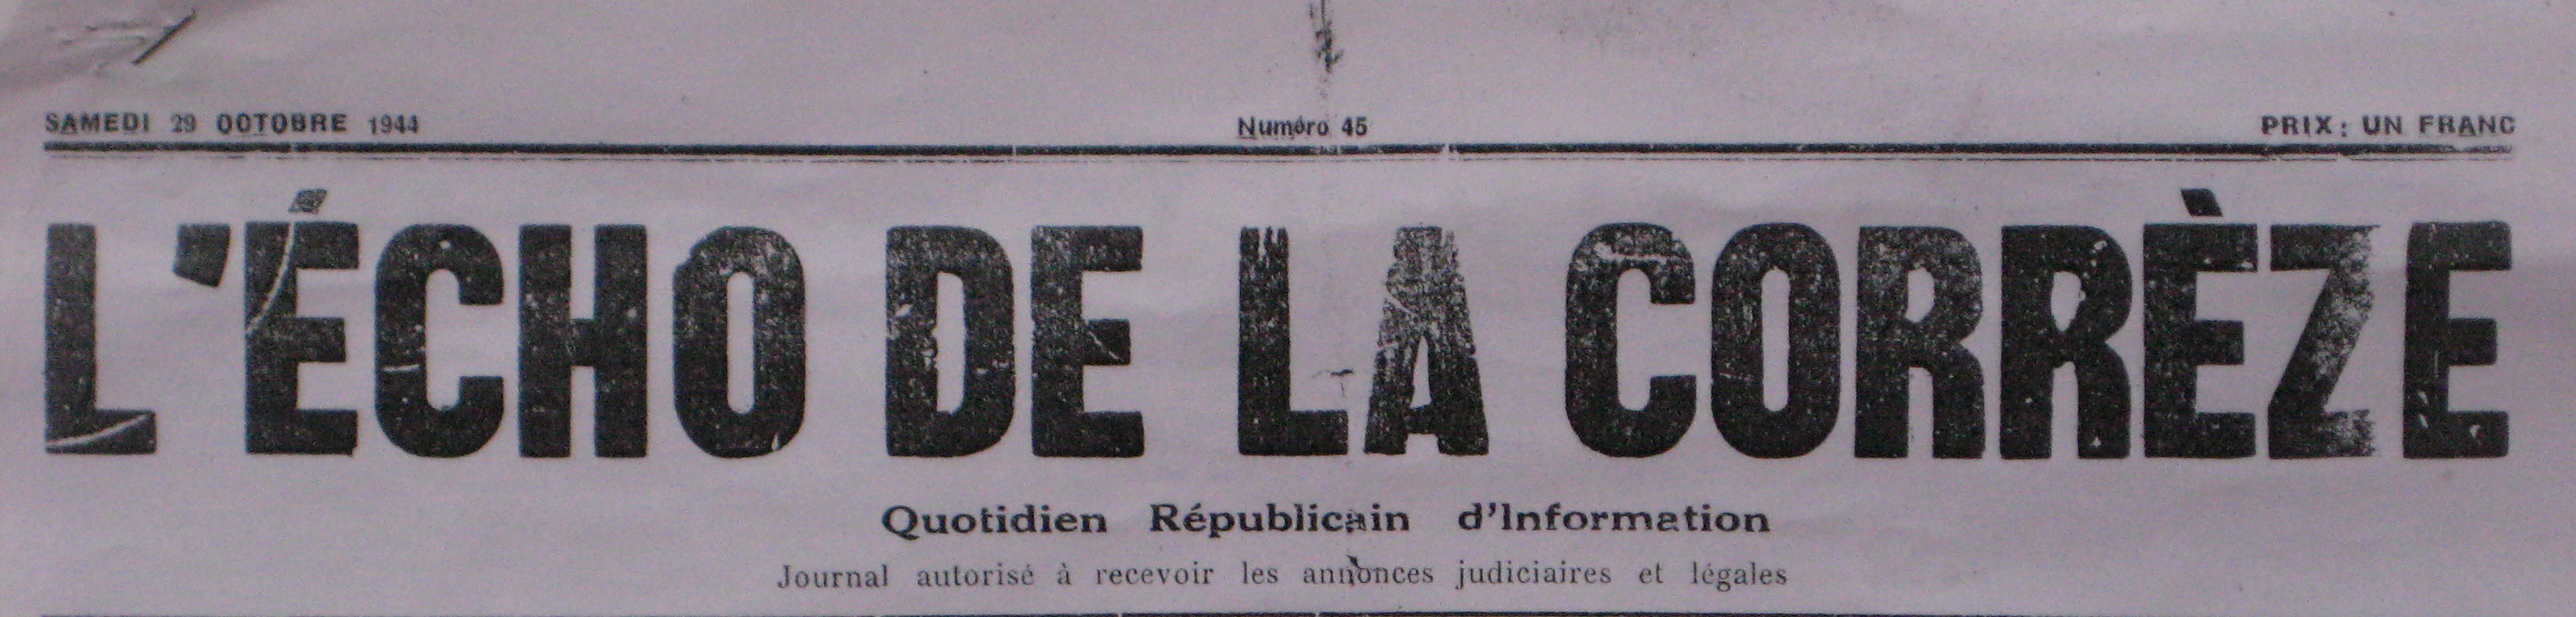 SAMEDI 29 OCTOBRE 1944 Numéro 45 PRIX: UN FRANC
L'ÉCHO DE LA CORRÈZE
Quotidien Républicain d'Information
Journal autorisé à recevoir les annonces judiciaires et légales